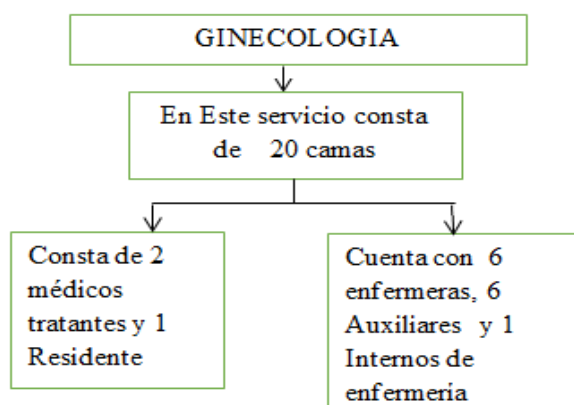 GINECOLOGIA
En Este servicio consta
de 20 camas
Consta de 2
médicos
tratantes y 1
Residente
Cuenta con 6
enfermeras, 6
Auxiliares y 1
Internos de
enfermería